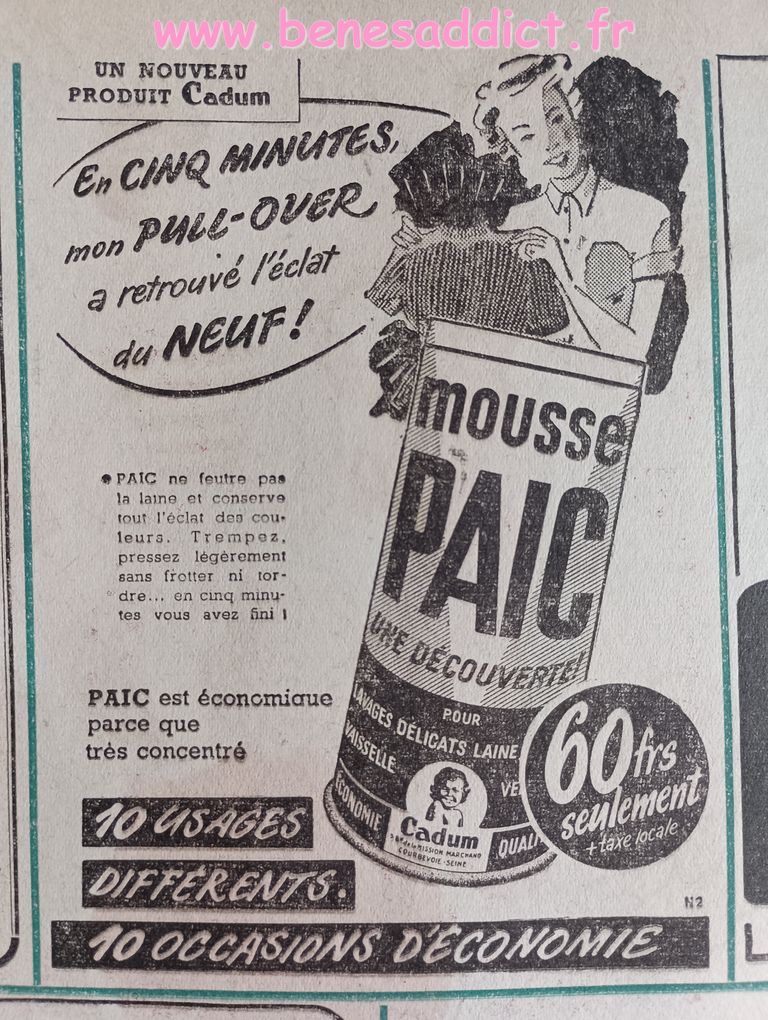 www.benesaddict.fr
UN NOUVEAU
PRODUIT Cadum
En CINQ MINUTES,
mon PULL-OVER
a retrouvé l'éclat
du NEUF !
mousse
PAIC
UNE DÉCOUVERTE!
• PAIC ne feutre pas
la laine et conserve
tout l'éclat des cou-
leurs. Trempez,
pressez légèrement
sans frotter ni tor-
dre... en cinq minu-
tes vous avez fini !
PAIC est économique
parce que
très concentré
POUR
LAVAGES DÉLICATS LAINE
VAISSELLE
VE
ÉCONOMIE
Cadum
MISSION MARCHAND
COURBEVOIE-SEINE
QUALI
60 frs
seulement
+ taxe locale
10 USAGES
DIFFÉRENTS.
N2
10 OCCASIONS D'ÉCONOMIE